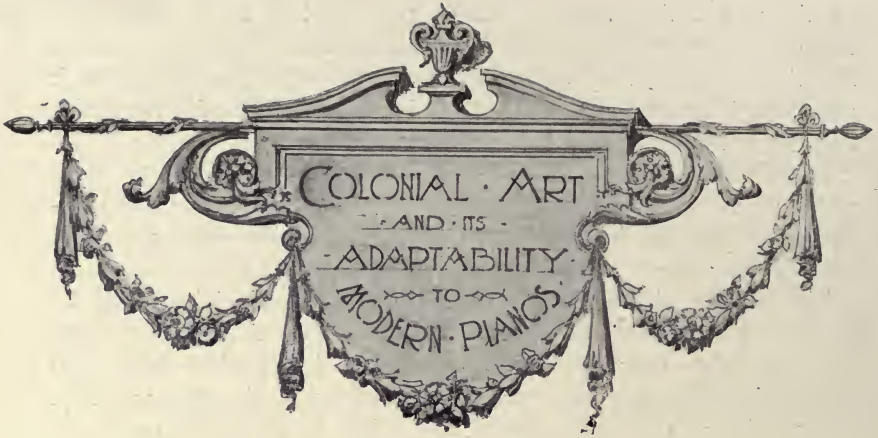 COLONIAL · ART
· AND · ITS ·
· ADAPTABILITY ·
TO
MODERN · PIANOS ·